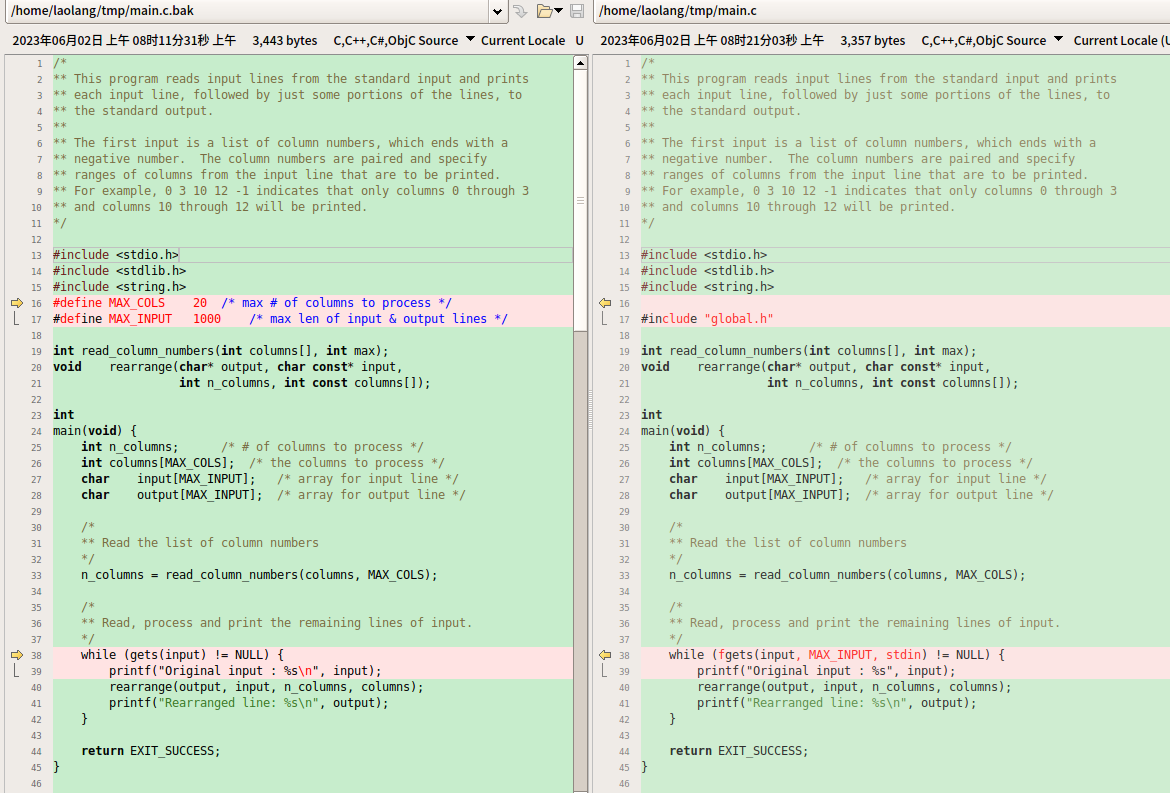 /home/laolang/tmp/main.c.bak
2023年06月02日 上午 08时11分31秒 上午 3,443 bytes C,C++,C#,ObjC Source Current Locale U
1 /*
2 ** This program reads input lines from the standard input and prints
3 ** each input line, followed by just some portions of the lines, to
4 ** the standard output.
5 **
6 ** The first input is a list of column numbers, which ends with a
7 ** negative number.  The column numbers are paired and specify
8 ** ranges of columns from the input line that are to be printed.
9 ** For example, 0 3 10 12 -1 indicates that only columns 0 through 3
10 ** and columns 10 through 12 will be printed.
11 */
12
13 #include <stdio.h>
14 #include <stdlib.h>
15 #include <string.h>
16 #define MAX_COLS    20  /* max # of columns to process */
17 #define MAX_INPUT   1000    /* max len of input & output lines */
18
19 int read_column_numbers(int columns[], int max);
20 void    rearrange(char* output, char const* input,
21                   int n_columns, int const columns[]);
22
23 int
24 main(void) {
25     int n_columns;      /* # of columns to process */
26     int columns[MAX_COLS];  /* the columns to process */
27     char    input[MAX_INPUT];   /* array for input line */
28     char    output[MAX_INPUT];  /* array for output line */
29
30     /*
31     ** Read the list of column numbers
32     */
33     n_columns = read_column_numbers(columns, MAX_COLS);
34
35     /*
36     ** Read, process and print the remaining lines of input.
37     */
38     while (gets(input) != NULL) {
39         printf("Original input : %s\n", input);
40         rearrange(output, input, n_columns, columns);
41         printf("Rearranged line: %s\n", output);
42     }
43
44     return EXIT_SUCCESS;
45 }
46
/home/laolang/tmp/main.c
2023年06月02日 上午 08时21分03秒 上午 3,357 bytes C,C++,C#,ObjC Source Current Locale (U
1 /*
2 ** This program reads input lines from the standard input and prints
3 ** each input line, followed by just some portions of the lines, to
4 ** the standard output.
5 **
6 ** The first input is a list of column numbers, which ends with a
7 ** negative number.  The column numbers are paired and specify
8 ** ranges of columns from the input line that are to be printed.
9 ** For example, 0 3 10 12 -1 indicates that only columns 0 through 3
10 ** and columns 10 through 12 will be printed.
11 */
12
13 #include <stdio.h>
14 #include <stdlib.h>
15 #include <string.h>
16
17 #include "global.h"
18
19 int read_column_numbers(int columns[], int max);
20 void    rearrange(char* output, char const* input,
21                   int n_columns, int const columns[]);
22
23 int
24 main(void) {
25     int n_columns;      /* # of columns to process */
26     int columns[MAX_COLS];  /* the columns to process */
27     char    input[MAX_INPUT];   /* array for input line */
28     char    output[MAX_INPUT];  /* array for output line */
29
30     /*
31     ** Read the list of column numbers
32     */
33     n_columns = read_column_numbers(columns, MAX_COLS);
34
35     /*
36     ** Read, process and print the remaining lines of input.
37     */
38     while (fgets(input, MAX_INPUT, stdin) != NULL) {
39         printf("Original input : %s", input);
40         rearrange(output, input, n_columns, columns);
41         printf("Rearranged line: %s\n", output);
42     }
43
44     return EXIT_SUCCESS;
45 }
46